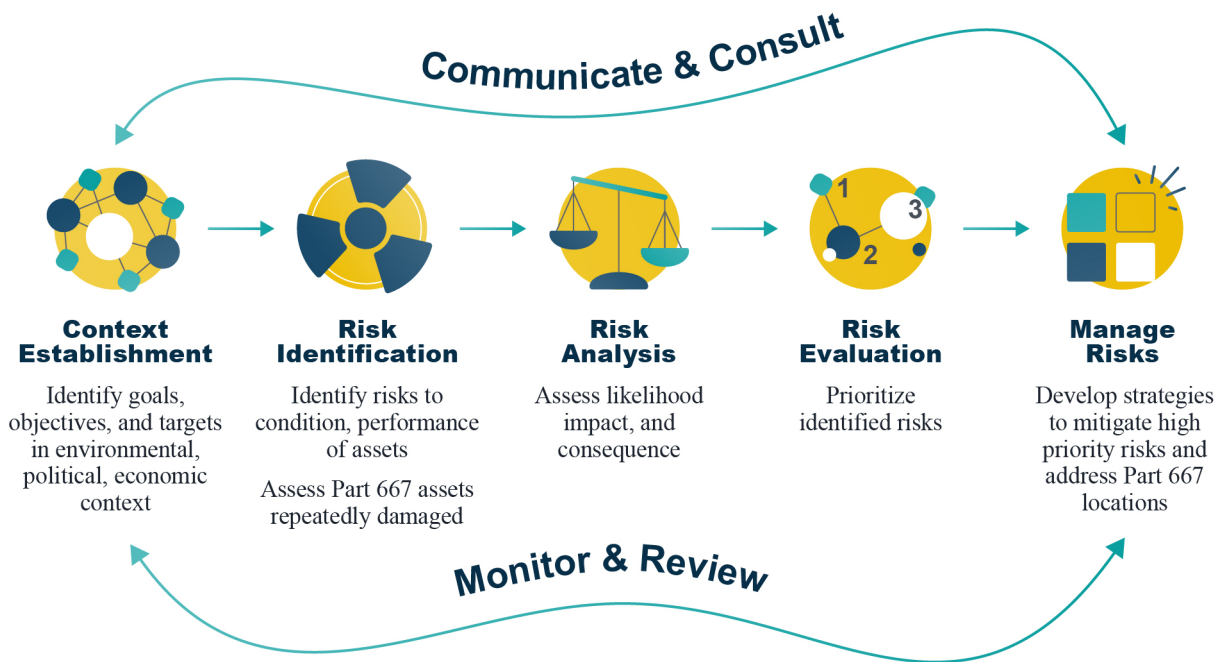 Communicate & Consult
1
3
2
Context
Establishment
Identify goals,
objectives, and targets
in environmental,
political, economic
context
Risk
Identification
Identify risks to
condition, performance
of assets
Assess Part 667 assets
repeatedly damaged
Risk
Analysis
Assess likelihood
impact, and
consequence
Risk
Evaluation
Prioritize
identified risks
Manage
Risks
Develop strategies
to mitigate high
priority risks and
address Part 667
locations
Monitor & Review